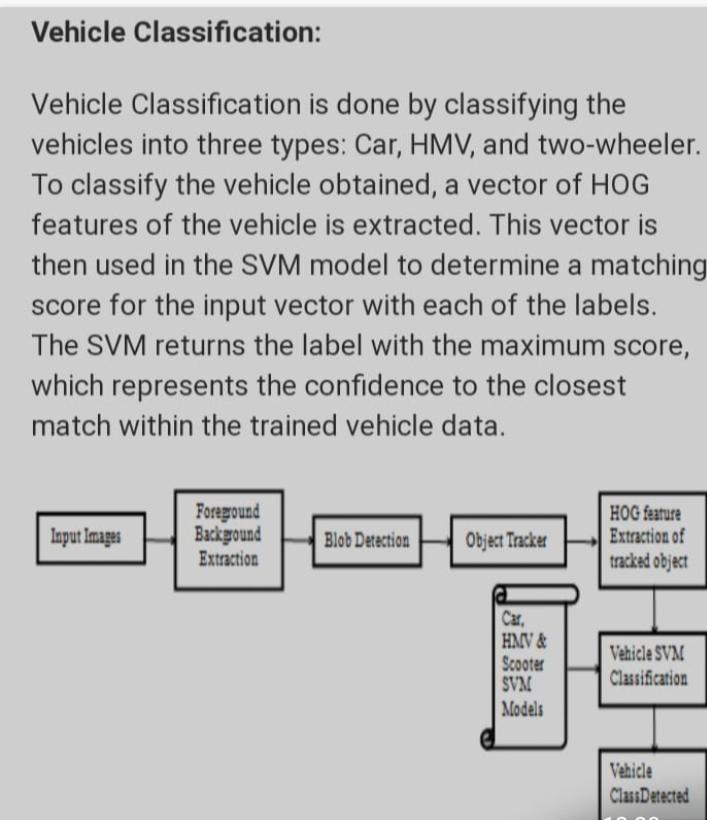 Vehicle Classification:
Vehicle Classification is done by classifying the
vehicles into three types: Car, HMV, and two-wheeler.
To classify the vehicle obtained, a vector of HOG
features of the vehicle is extracted. This vector is
then used in the SVM model to determine a matching
score for the input vector with each of the labels.
The SVM returns the label with the maximum score,
which represents the confidence to the closest
match within the trained vehicle data.
Input Images
Foreground
Background
Extraction
Blob Detection
Object Tracker
HOG feature
Extraction of
tracked object
Car,
HMV &
Scooter
SVM
Models
Vehicle SVM
Classification
Vehicle
ClassDetected